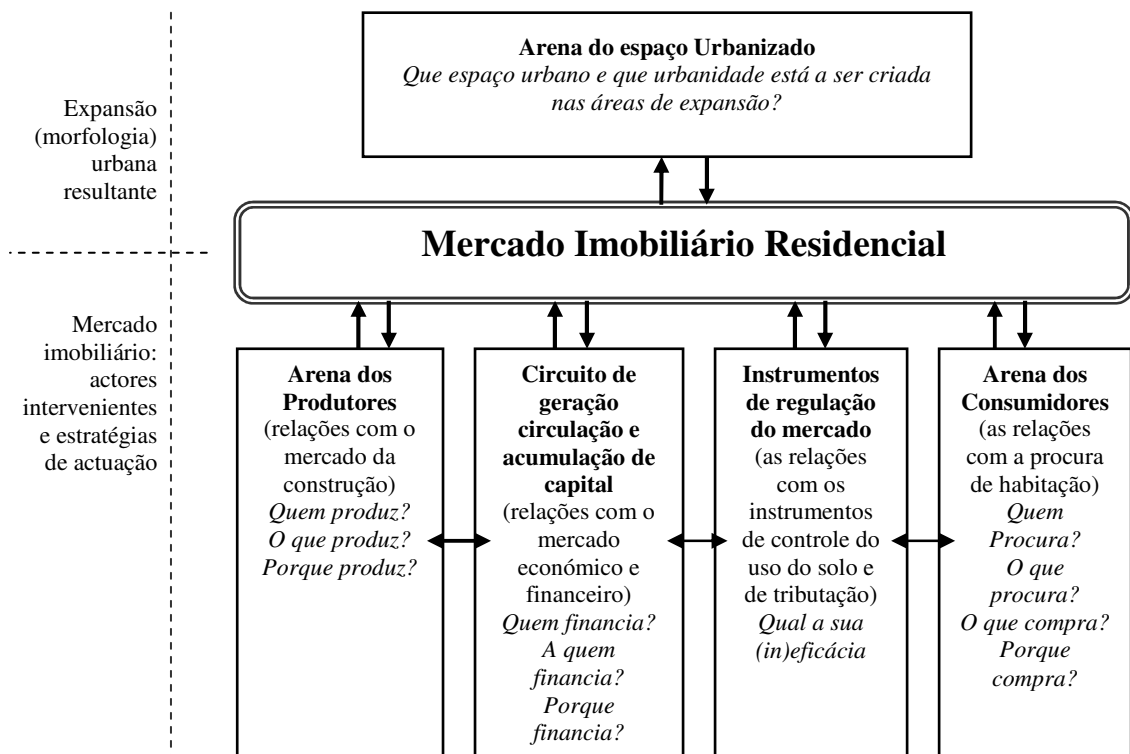 Arena do espaço Urbanizado
Que espaço urbano e que urbanidade está a ser criada
nas áreas de expansão?
Expansão
(morfologia)
urbana
resultante
Mercado Imobiliário Residencial
Mercado
imobiliário:
actores
intervenientes
e estratégias
de actuação
Arena dos
Produtores
(relações com o
mercado da
construção)
Quem produz?
O que produz?
Porque produz?
Circuito de
geração
circulação e
acumulação de
capital
(relações com o
mercado
económico e
financeiro)
Quem financia?
A quem
financia?
Porque
financia?
Instrumentos
de regulação
do mercado
(as relações
com os
instrumentos
de controle do
uso do solo e
de tributação)
Qual a sua
(in)eficácia
Arena dos
Consumidores
(as relações
com a procura
de habitação)
Quem
Procura?
O que
procura?
O que compra?
Porque
compra?